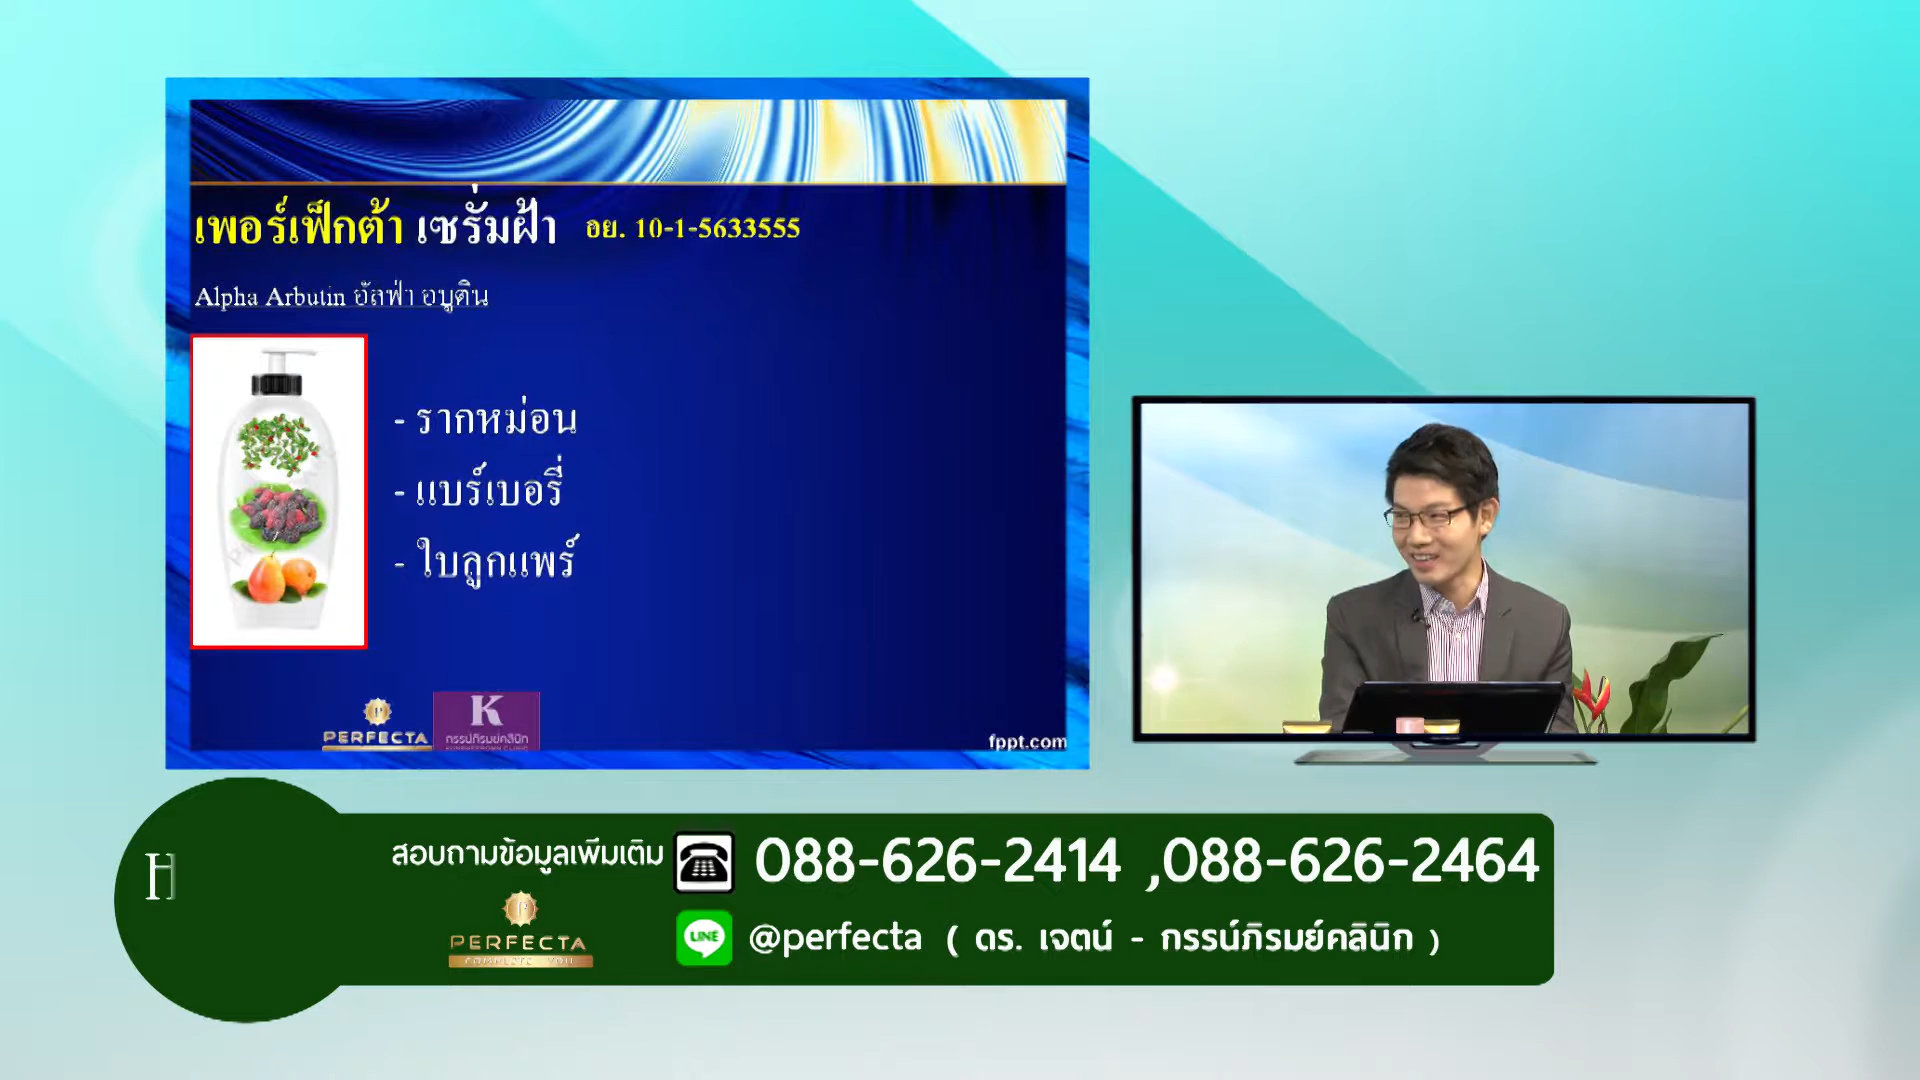 เพอร์เฟ็กต้า เซรั่มฝ้า อย. 10-1-5633555
Alpha Arbutin อัลฟ่า อบูติน
- รากหม่อน
- แบร์เบอรี่
- ใบลูกแพร์
PERFECTA
K
กรรณ์ภิรมย์คลินิก
fppt.com
H
สอบถามข้อมูลเพิ่มเติม 088-626-2414 ,088-626-2464
PERFECTA
COMPLETE YOU
LINE @perfecta ( ดร. เจตน์ - กรรณ์ภิรมย์คลินิก )